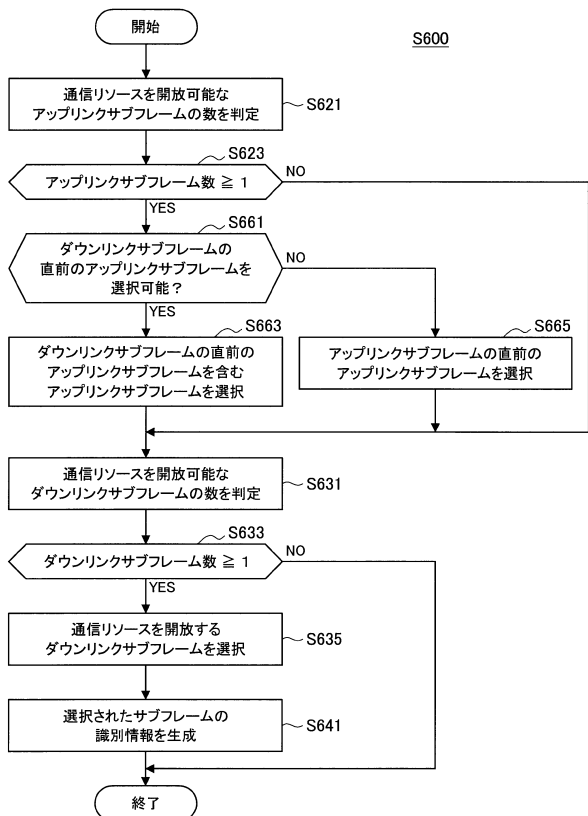 開始
S600
通信リソースを開放可能な
アップリンクサブフレームの数を判定
S621
S623
アップリンクサブフレーム数 ≧ 1
NO
YES
S661
ダウンリンクサブフレームの
直前のアップリンクサブフレームを
選択可能？
NO
YES
S663
ダウンリンクサブフレームの直前の
アップリンクサブフレームを含む
アップリンクサブフレームを選択
S665
アップリンクサブフレームの直前の
アップリンクサブフレームを選択
通信リソースを開放可能な
ダウンリンクサブフレームの数を判定
S631
S633
ダウンリンクサブフレーム数 ≧ 1
NO
YES
通信リソースを開放する
ダウンリンクサブフレームを選択
S635
選択されたサブフレームの
識別情報を生成
S641
終了